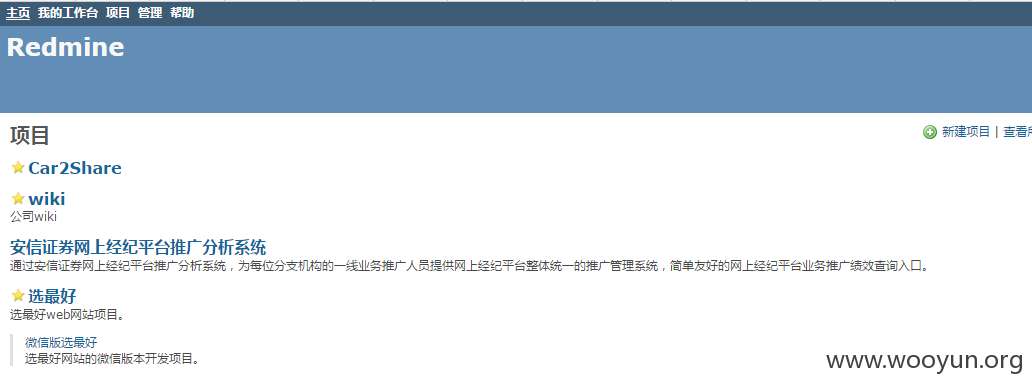 主页 我的工作台 项目 管理 帮助
Redmine
项目
新建项目 | 查看所
Car2Share
wiki
公司wiki
安信证券网上经纪平台推广分析系统
通过安信证券网上经纪平台推广分析系统，为每位分支机构的一线业务推广人员提供网上经纪平台整体统一的推广管理系统，简单友好的网上经纪平台业务推广绩效查询入口。
选最好
选最好web网站项目。
微信版选最好
选最好网站的微信版本开发项目。
www.wooyun.org